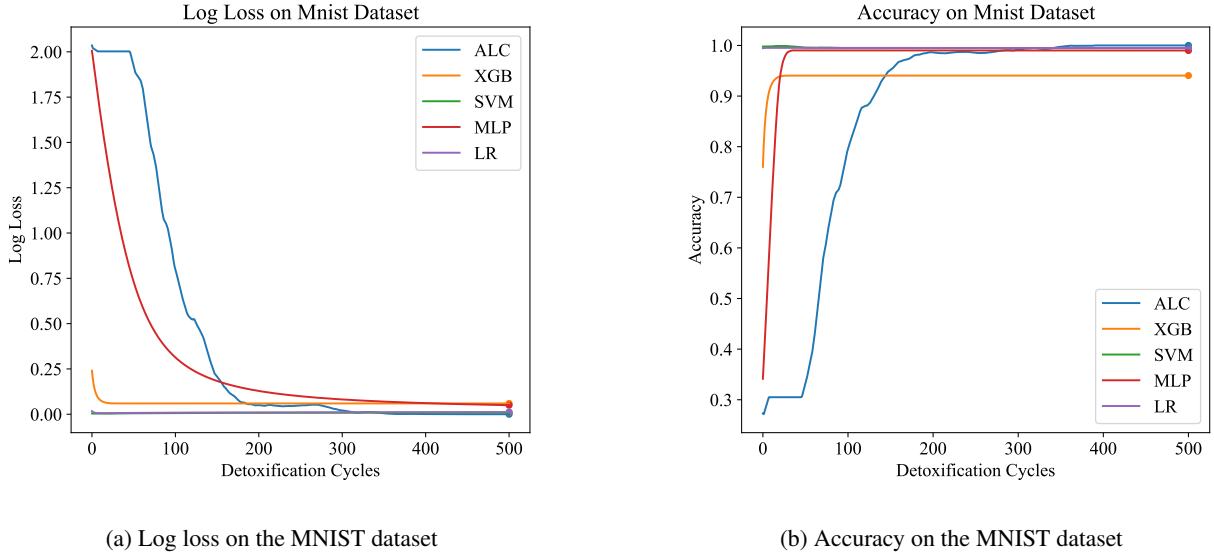 Log Loss on Mnist Dataset
2.00
1.75
1.50
1.25
1.00
0.75
0.50
0.25
0.00
Log Loss
ALC
XGB
SVM
MLP
LR
0
100
200
300
400
500
Detoxification Cycles
(a) Log loss on the MNIST dataset
Accuracy on Mnist Dataset
1.0
0.9
0.8
0.7
0.6
0.5
0.4
0.3
Accuracy
ALC
XGB
SVM
MLP
LR
0
100
200
300
400
500
Detoxification Cycles
(b) Accuracy on the MNIST dataset